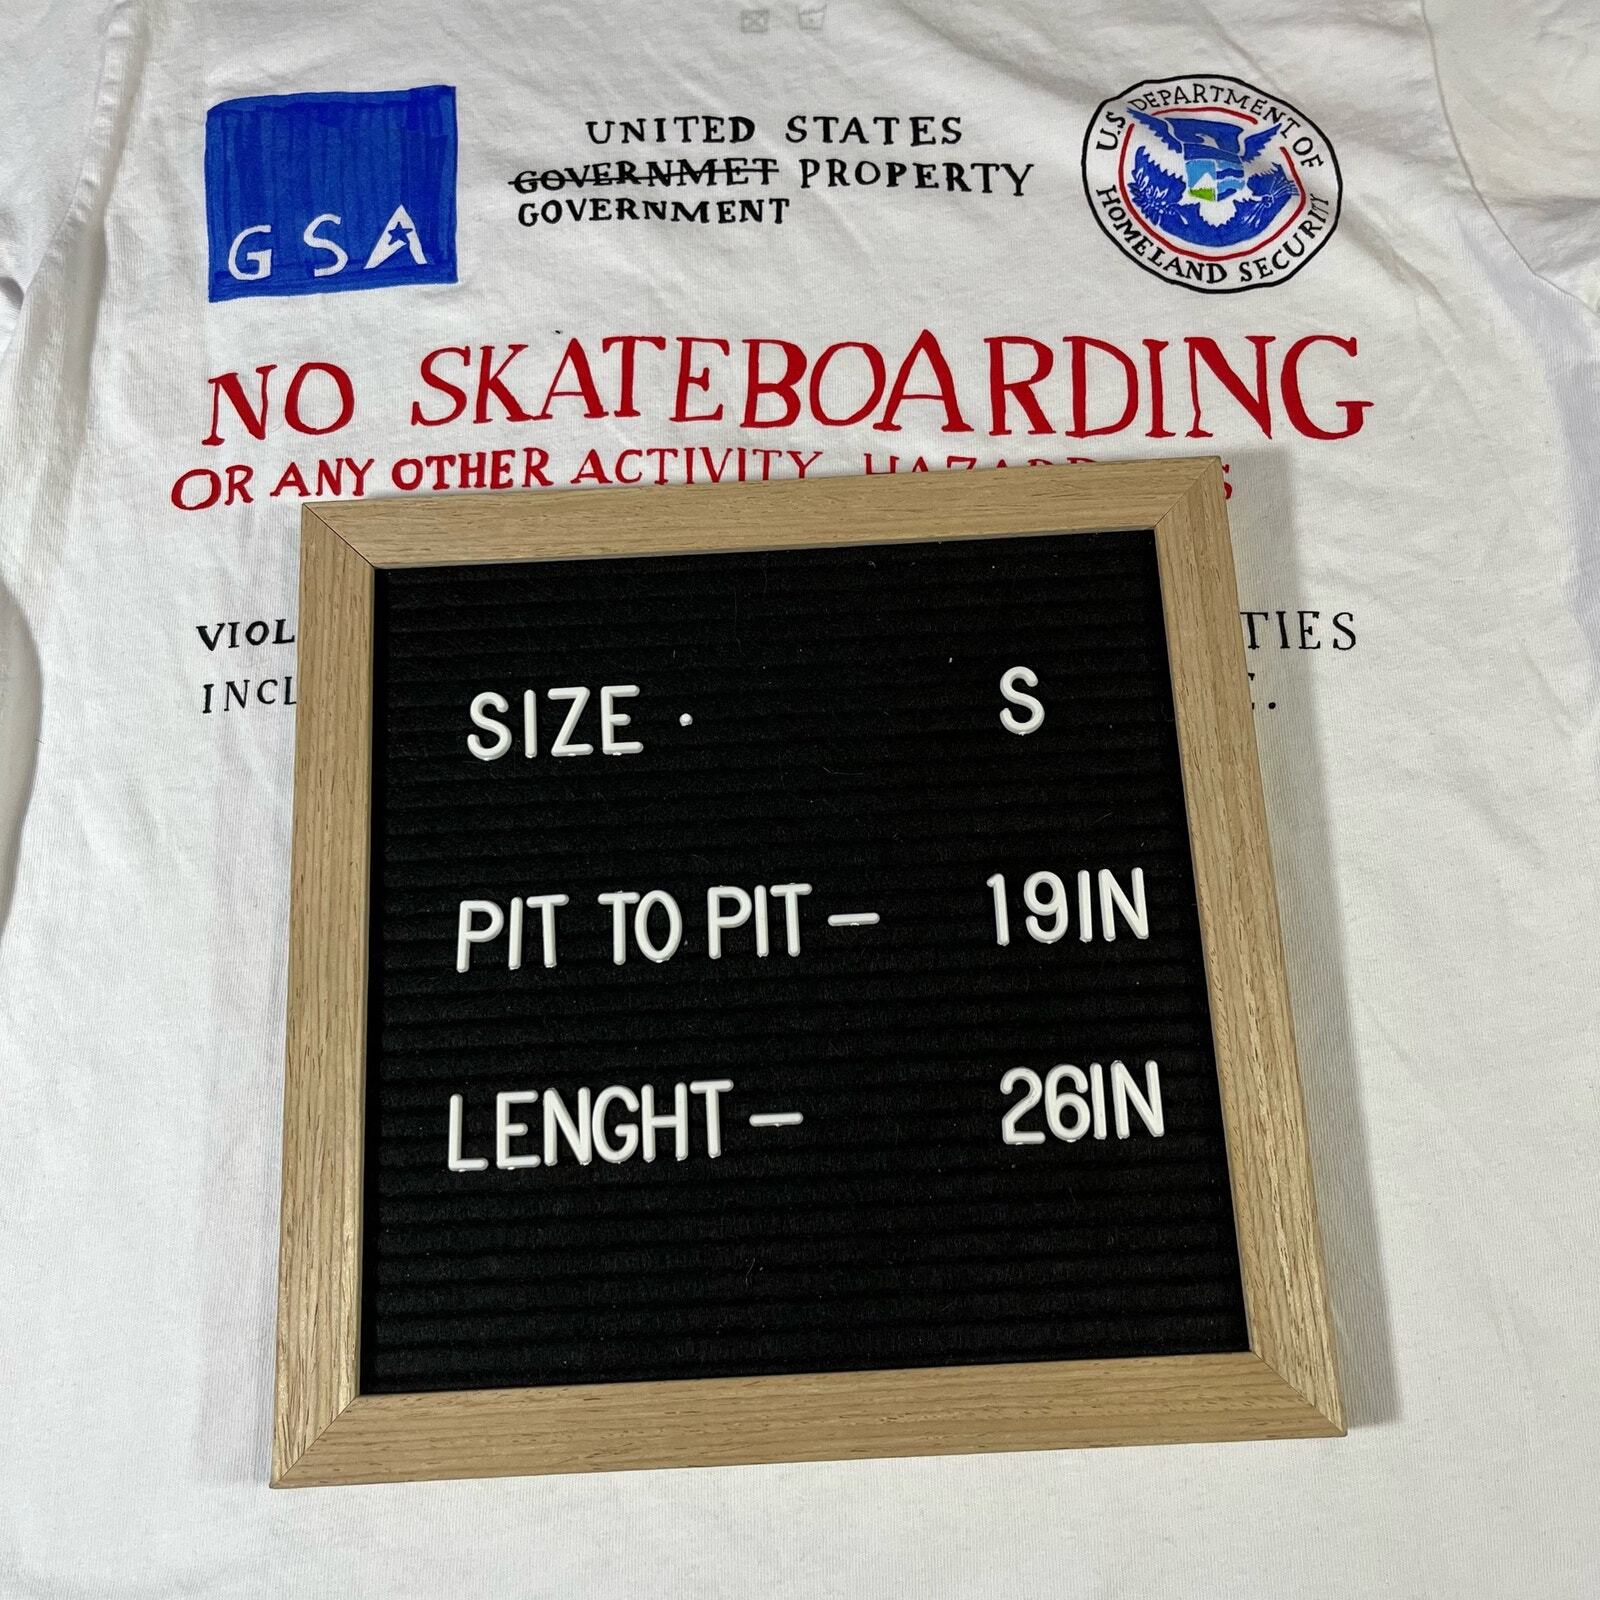 GSA
UNITED STATES
GOVERNMET PROPERTY
GOVERNMENT
U.S. DEPARTMENT OF
HOMELAND SECURITY
NO SKATEBOARDING
OR ANY OTHER ACTIVITY
SIZE · S
PIT TO PIT – 19IN
LENGHT – 26IN